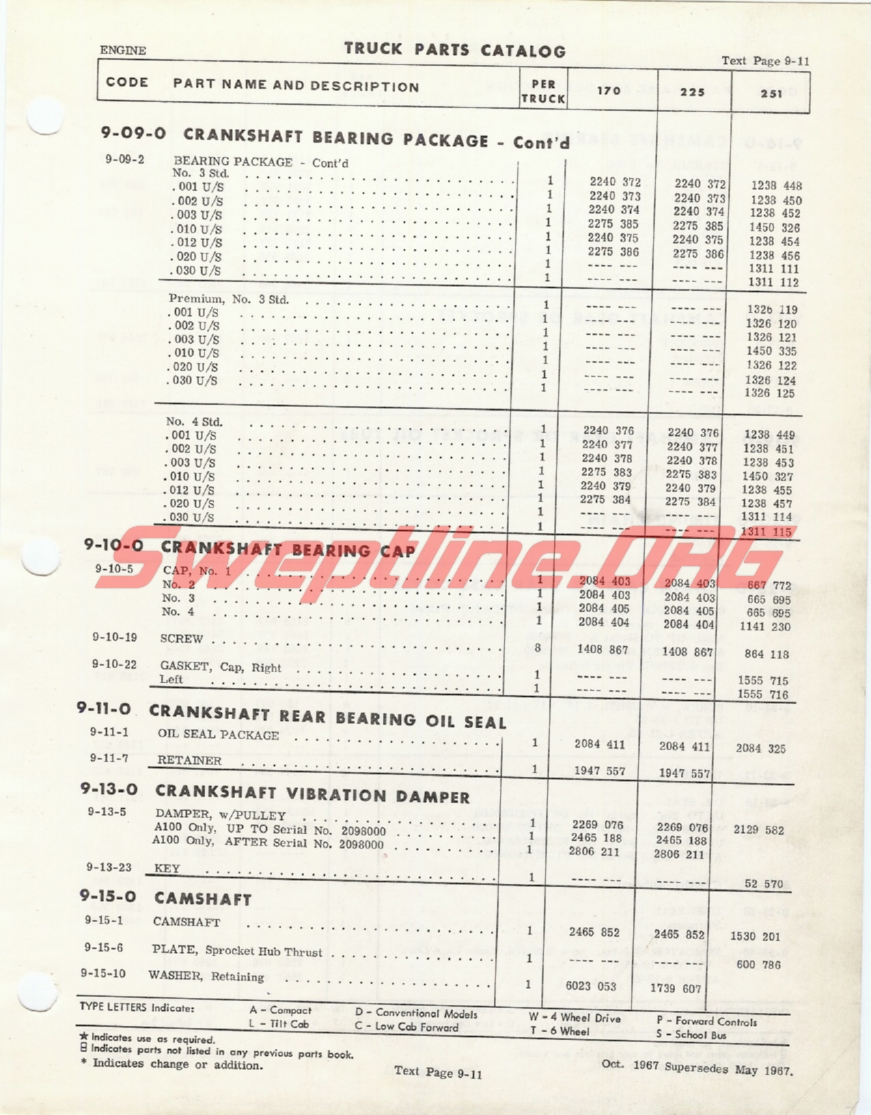 ENGINE TRUCK PARTS CATALOG Text Page 9-11
CODE PART NAME AND DESCRIPTION PER TRUCK 170 225 251
9-09-0 CRANKSHAFT BEARING PACKAGE - Cont'd
9-09-2 BEARING PACKAGE - Cont'd
No. 3 Std. 1 2240 372 2240 372 1238 448
.001 U/S 1 2240 373 2240 373 1238 450
.002 U/S 1 2240 374 2240 374 1238 452
.003 U/S 1 2275 385 2275 385 1450 326
.010 U/S 1 2240 375 2240 375 1238 454
.012 U/S 1 2275 386 2275 386 1238 456
.020 U/S 1 ---- --- ---- --- 1311 111
.030 U/S 1 ---- --- ---- --- 1311 112
Premium, No. 3 Std. 1 ---- --- ---- --- 1326 119
.001 U/S 1 ---- --- ---- --- 1326 120
.002 U/S 1 ---- --- ---- --- 1326 121
.003 U/S 1 ---- --- ---- --- 1450 335
.010 U/S 1 ---- --- ---- --- 1326 122
.020 U/S 1 ---- --- ---- --- 1326 124
.030 U/S 1 ---- --- ---- --- 1326 125
No. 4 Std. 1 2240 376 2240 376 1238 449
.001 U/S 1 2240 377 2240 377 1238 451
.002 U/S 1 2240 378 2240 378 1238 453
.003 U/S 1 2275 383 2275 383 1450 327
.010 U/S 1 2240 379 2240 379 1238 455
.012 U/S 1 2275 384 2275 384 1238 457
.020 U/S 1 ---- --- ---- --- 1311 114
.030 U/S 1 ---- --- ---- --- 1311 115
Sweptline.ORG
9-10-0 CRANKSHAFT BEARING CAP
9-10-5 CAP, No. 1 1 2084 403 2084 403 667 772
No. 2 1 2084 403 2084 403 665 695
No. 3 1 2084 405 2084 405 665 695
No. 4 1 2084 404 2084 404 1141 230
9-10-19 SCREW 8 1408 867 1408 867 864 118
9-10-22 GASKET, Cap, Right 1 ---- --- ---- --- 1555 715
Left 1 ---- --- ---- --- 1555 716
9-11-0 CRANKSHAFT REAR BEARING OIL SEAL
9-11-1 OIL SEAL PACKAGE 1 2084 411 2084 411 2084 325
9-11-7 RETAINER 1 1947 557 1947 557
9-13-0 CRANKSHAFT VIBRATION DAMPER
9-13-5 DAMPER, w/PULLEY 1 2269 076 2269 076 2129 582
A100 Only, UP TO Serial No. 2098000 1 2465 188 2465 188
A100 Only, AFTER Serial No. 2098000 1 2806 211 2806 211
9-13-23 KEY 1 ---- --- ---- --- 52 570
9-15-0 CAMSHAFT
9-15-1 CAMSHAFT 1 2465 852 2465 852 1530 201
9-15-6 PLATE, Sprocket Hub Thrust 1 ---- --- ---- --- 600 786
9-15-10 WASHER, Retaining 1 6023 053 1739 607
TYPE LETTERS Indicate: A - Compact D - Conventional Models W - 4 Wheel Drive P - Forward Controls
L - Tilt Cab C - Low Cab Forward T - 6 Wheel S - School Bus
★ Indicates use as required.
Indicates parts not listed in any previous parts book.
* Indicates change or addition.
Text Page 9-11
Oct. 1967 Supersedes May 1967.